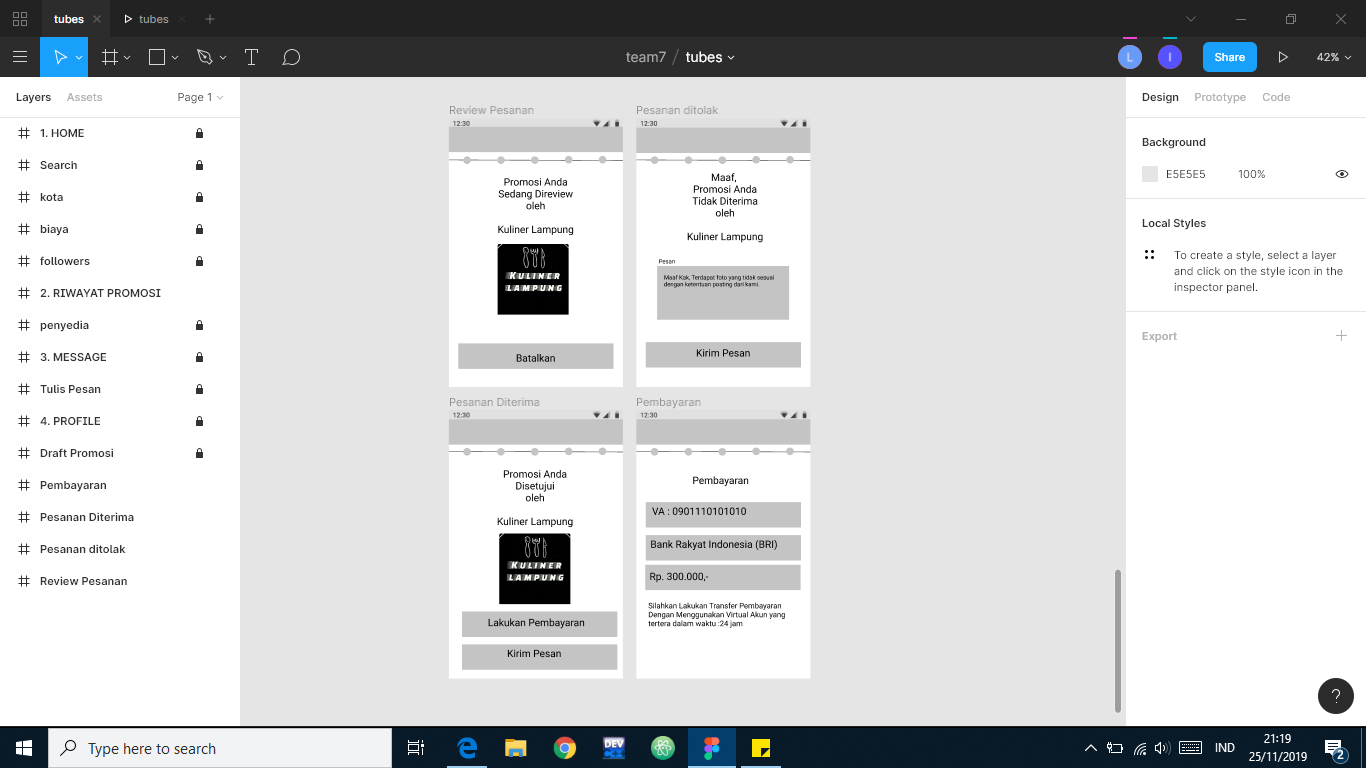 tubes
tubes
team7 / tubes
L
I
Share
42%
Layers
Assets
Page 1
1. HOME
Search
kota
biaya
followers
2. RIWAYAT PROMOSI
penyedia
3. MESSAGE
Tulis Pesan
4. PROFILE
Draft Promosi
Pembayaran
Pesanan Diterima
Pesanan ditolak
Review Pesanan
Review Pesanan
12:30
Promosi Anda
Sedang Direview
oleh
Kuliner Lampung
KULINER
LAMPUNG
Batalkan
Pesanan ditolak
12:30
Maaf,
Promosi Anda
Tidak Diterima
oleh
Kuliner Lampung
Pesan
Maaf Kak, Terdapat foto yang tidak sesuai
dengan ketentuan posting dari kami.
Kirim Pesan
Pesanan Diterima
12:30
Promosi Anda
Disetujui
oleh
Kuliner Lampung
KULINER
LAMPUNG
Lakukan Pembayaran
Kirim Pesan
Pembayaran
12:30
Pembayaran
VA : 0901110101010
Bank Rakyat Indonesia (BRI)
Rp. 300.000,-
Silahkan Lakukan Transfer Pembayaran
Dengan Menggunakan Virtual Akun yang
tertera dalam waktu :24 jam
Design
Prototype
Code
Background
E5E5E5
100%
Local Styles
To create a style, select a layer
and click on the style icon in the
inspector panel.
Export
?
Type here to search
DEV
IND
21:19
25/11/2019
2